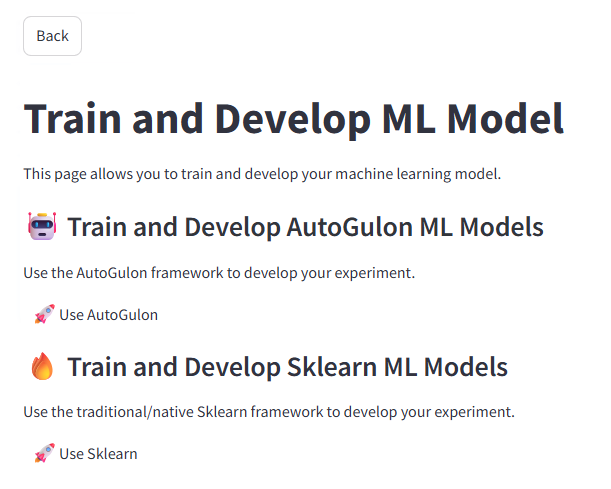 Back
Train and Develop ML Model
This page allows you to train and develop your machine learning model.
Train and Develop AutoGulon ML Models
Use the AutoGulon framework to develop your experiment.
Use AutoGulon
Train and Develop Sklearn ML Models
Use the traditional/native Sklearn framework to develop your experiment.
Use Sklearn